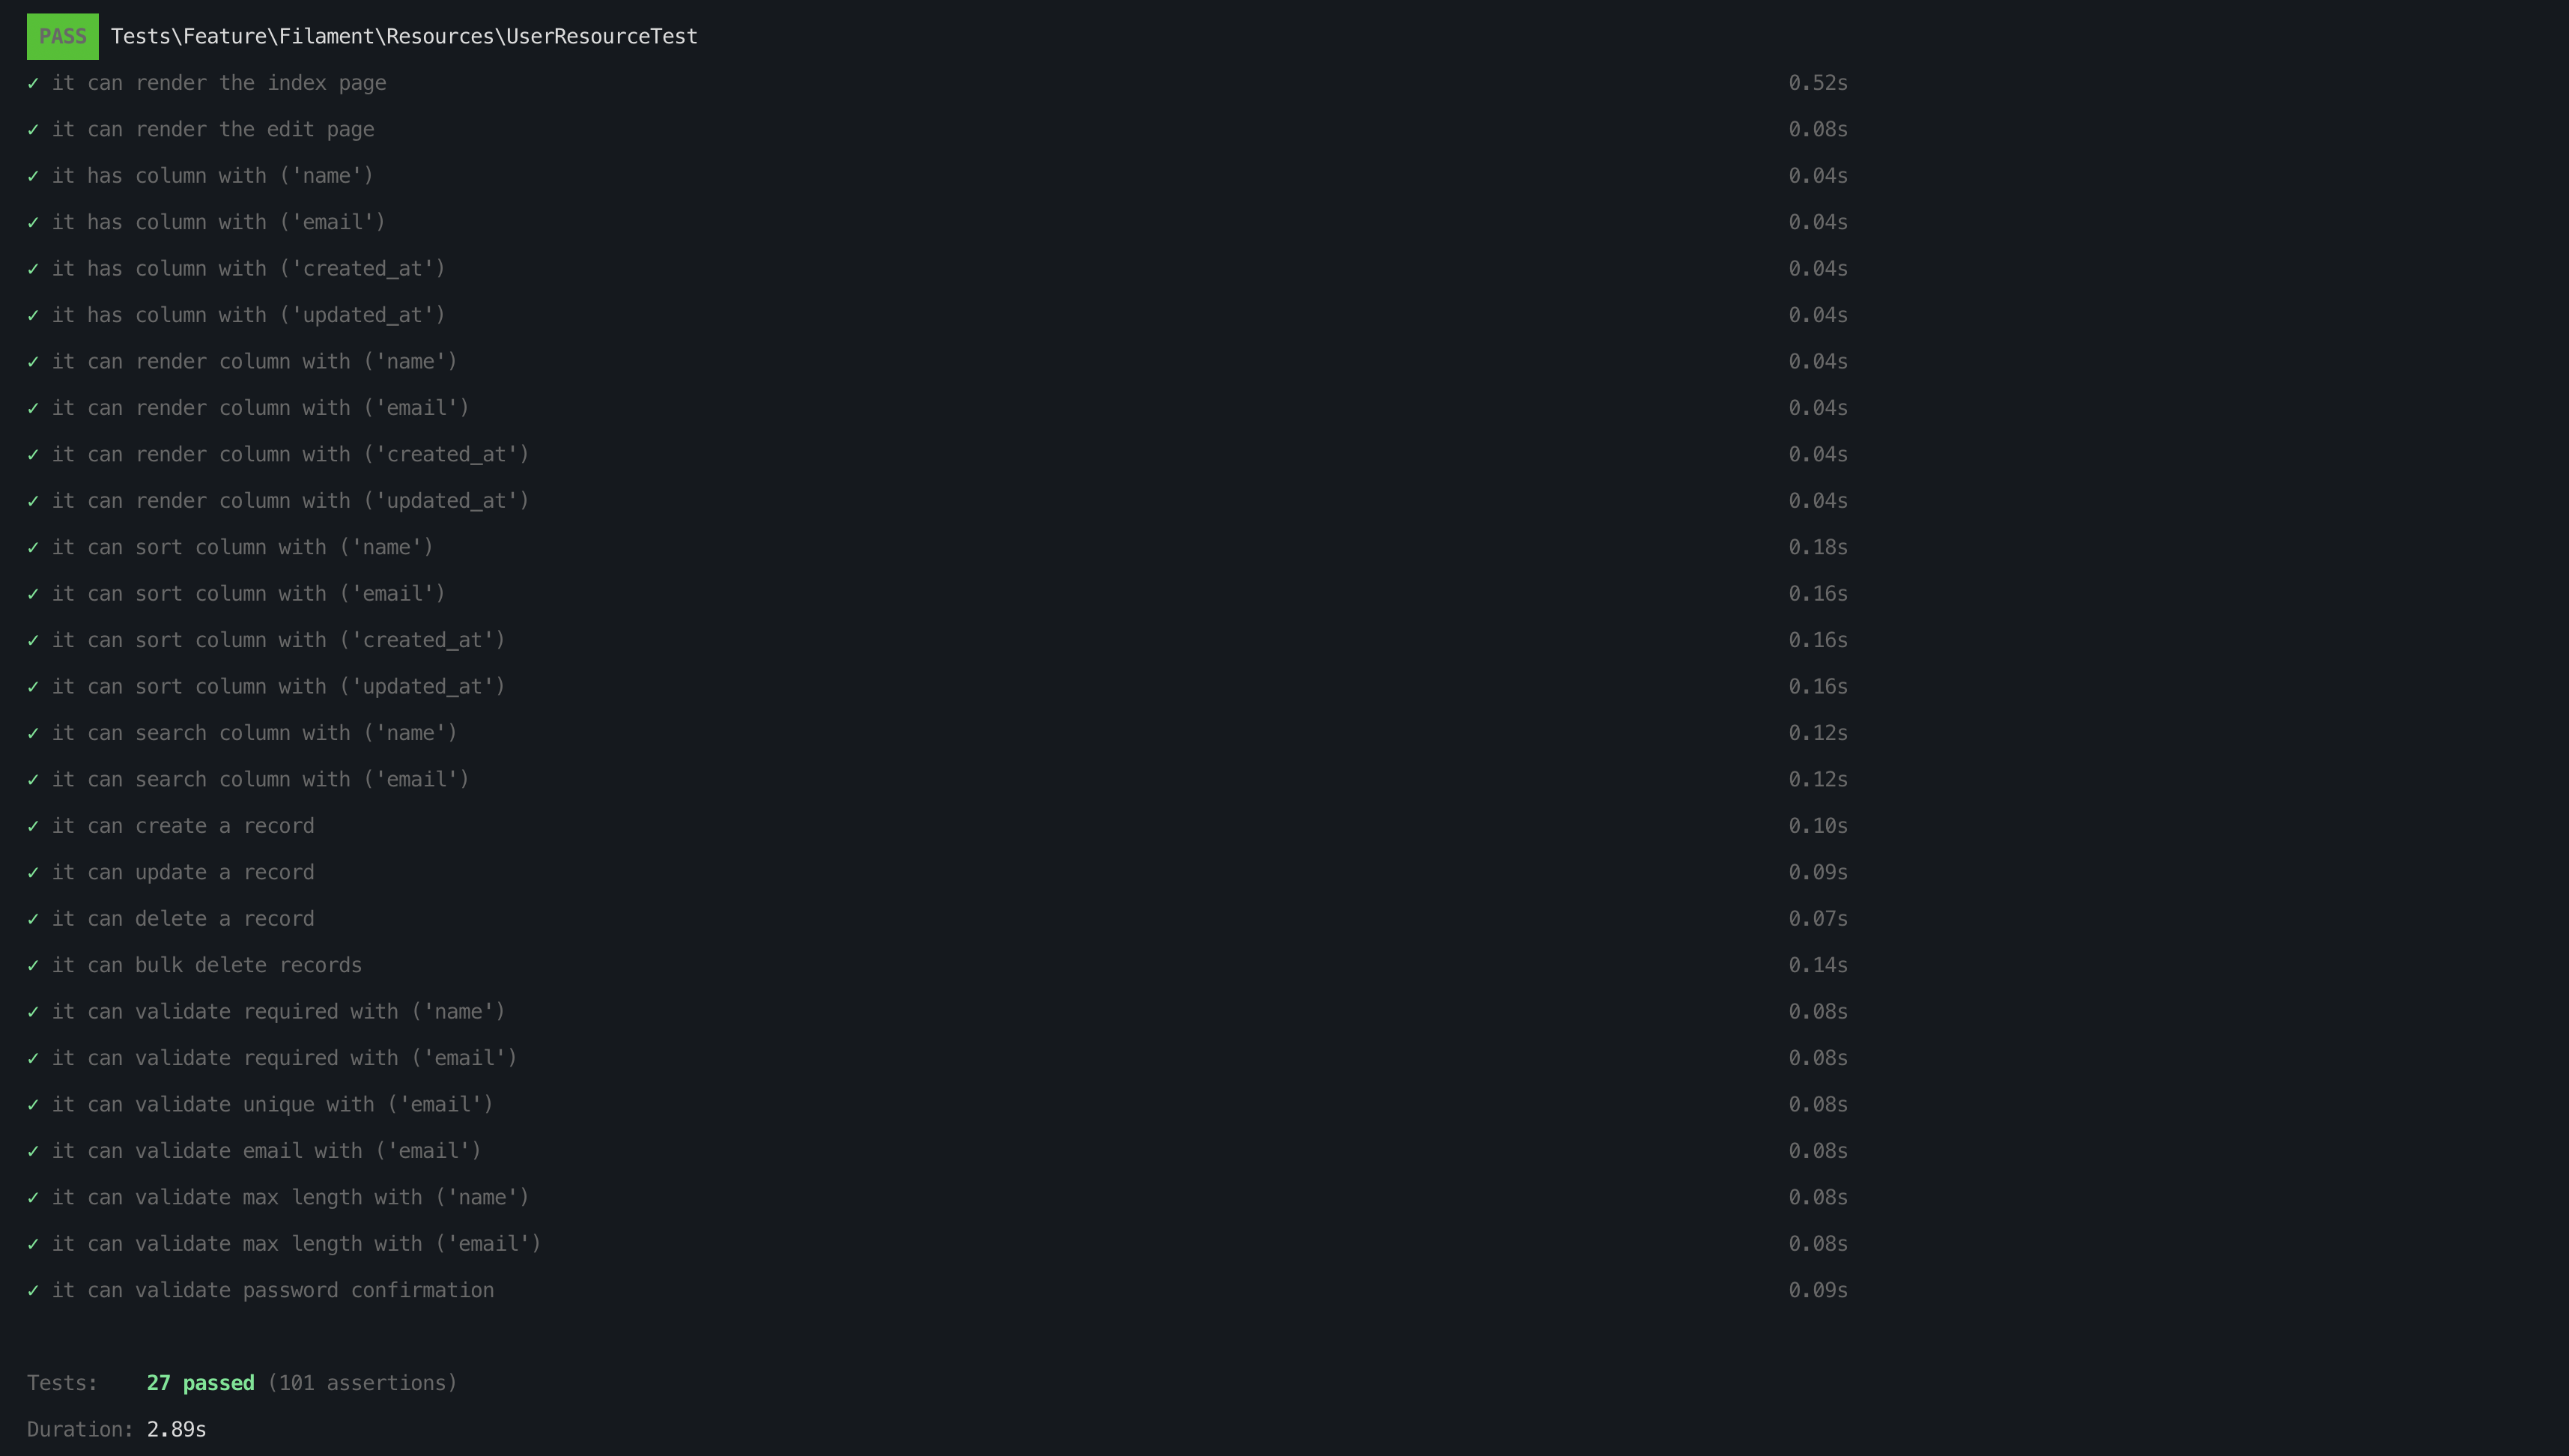 PASS Tests\Feature\Filament\Resources\UserResourceTest
✓ it can render the index page 0.52s
✓ it can render the edit page 0.08s
✓ it has column with ('name') 0.04s
✓ it has column with ('email') 0.04s
✓ it has column with ('created_at') 0.04s
✓ it has column with ('updated_at') 0.04s
✓ it can render column with ('name') 0.04s
✓ it can render column with ('email') 0.04s
✓ it can render column with ('created_at') 0.04s
✓ it can render column with ('updated_at') 0.04s
✓ it can sort column with ('name') 0.18s
✓ it can sort column with ('email') 0.16s
✓ it can sort column with ('created_at') 0.16s
✓ it can sort column with ('updated_at') 0.16s
✓ it can search column with ('name') 0.12s
✓ it can search column with ('email') 0.12s
✓ it can create a record 0.10s
✓ it can update a record 0.09s
✓ it can delete a record 0.07s
✓ it can bulk delete records 0.14s
✓ it can validate required with ('name') 0.08s
✓ it can validate required with ('email') 0.08s
✓ it can validate unique with ('email') 0.08s
✓ it can validate email with ('email') 0.08s
✓ it can validate max length with ('name') 0.08s
✓ it can validate max length with ('email') 0.08s
✓ it can validate password confirmation 0.09s
Tests: 27 passed (101 assertions)
Duration: 2.89s